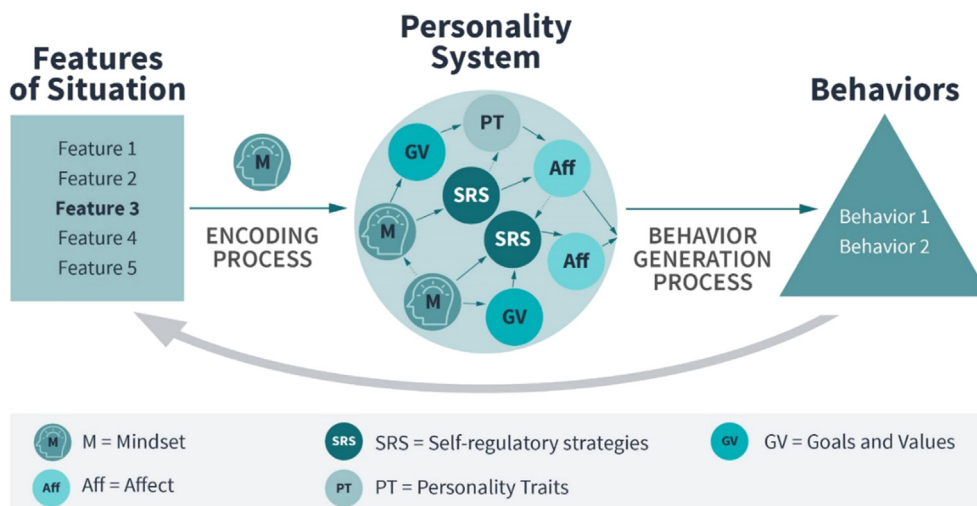 Features
of Situation
Feature 1
Feature 2
Feature 3
Feature 4
Feature 5
M
ENCODING
PROCESS
Personality
System
PT
GV
Aff
SRS
M
SRS
Aff
M
GV
BEHAVIOR
GENERATION
PROCESS
Behaviors
Behavior 1
Behavior 2
M M = Mindset
SRS SRS = Self-regulatory strategies
GV GV = Goals and Values
Aff Aff = Affect
PT PT = Personality Traits